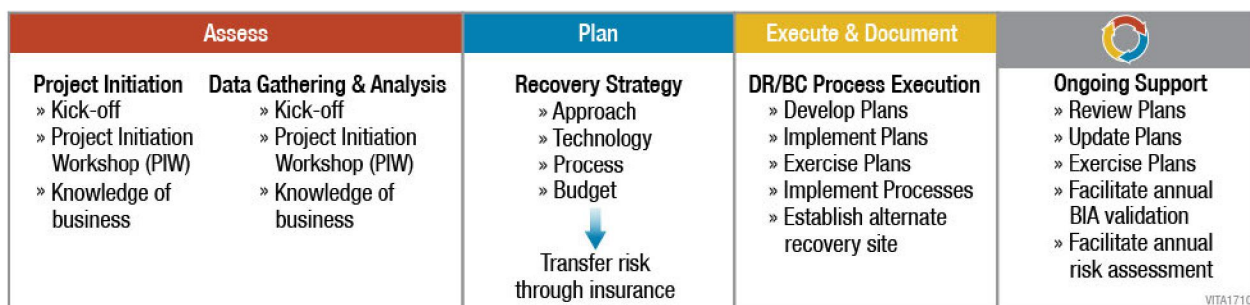 Assess
Project Initiation
» Kick-off
» Project Initiation
Workshop (PIW)
» Knowledge of
business
Data Gathering & Analysis
» Kick-off
» Project Initiation
Workshop (PIW)
» Knowledge of
business
Plan
Recovery Strategy
» Approach
» Technology
» Process
» Budget
Transfer risk
through insurance
Execute & Document
DR/BC Process Execution
» Develop Plans
» Implement Plans
» Exercise Plans
» Implement Processes
» Establish alternate
recovery site
Ongoing Support
» Review Plans
» Update Plans
» Exercise Plans
» Facilitate annual
BIA validation
» Facilitate annual
risk assessment